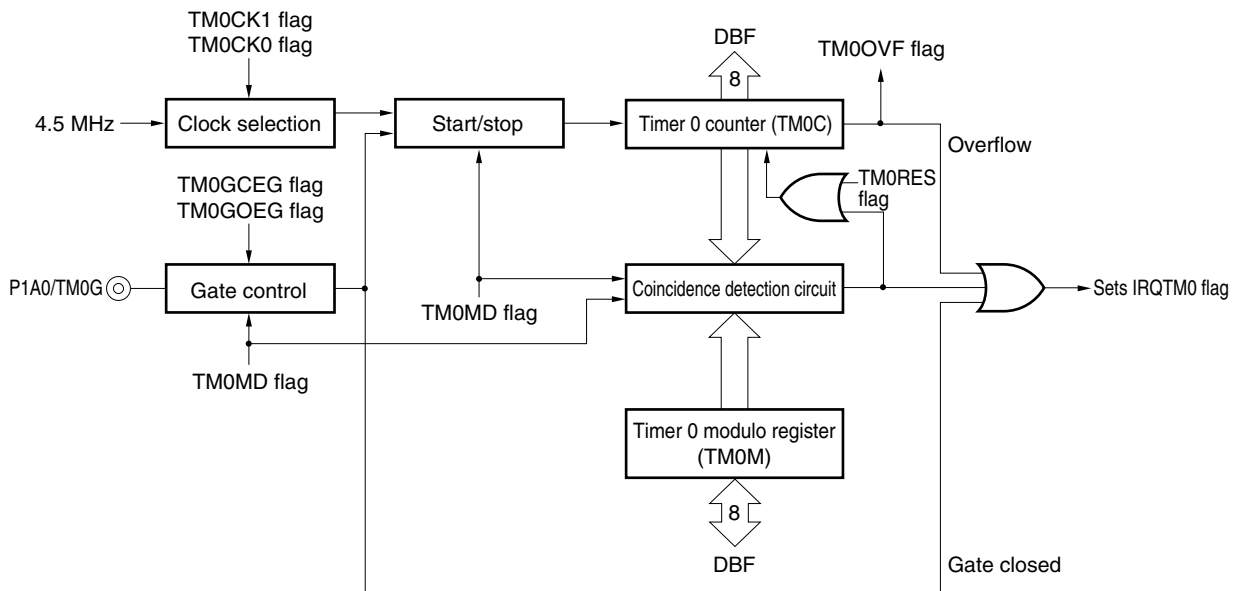 TM0CK1 flag
TM0CK0 flag
DBF
8
TM0OVF flag
4.5 MHz
Clock selection
Start/stop
Timer 0 counter (TM0C)
Overflow
TM0RES
flag
TM0GCEG flag
TM0GOEG flag
P1A0/TM0G
Gate control
TM0MD flag
Coincidence detection circuit
Sets IRQTM0 flag
TM0MD flag
Timer 0 modulo register
(TM0M)
8
DBF
Gate closed